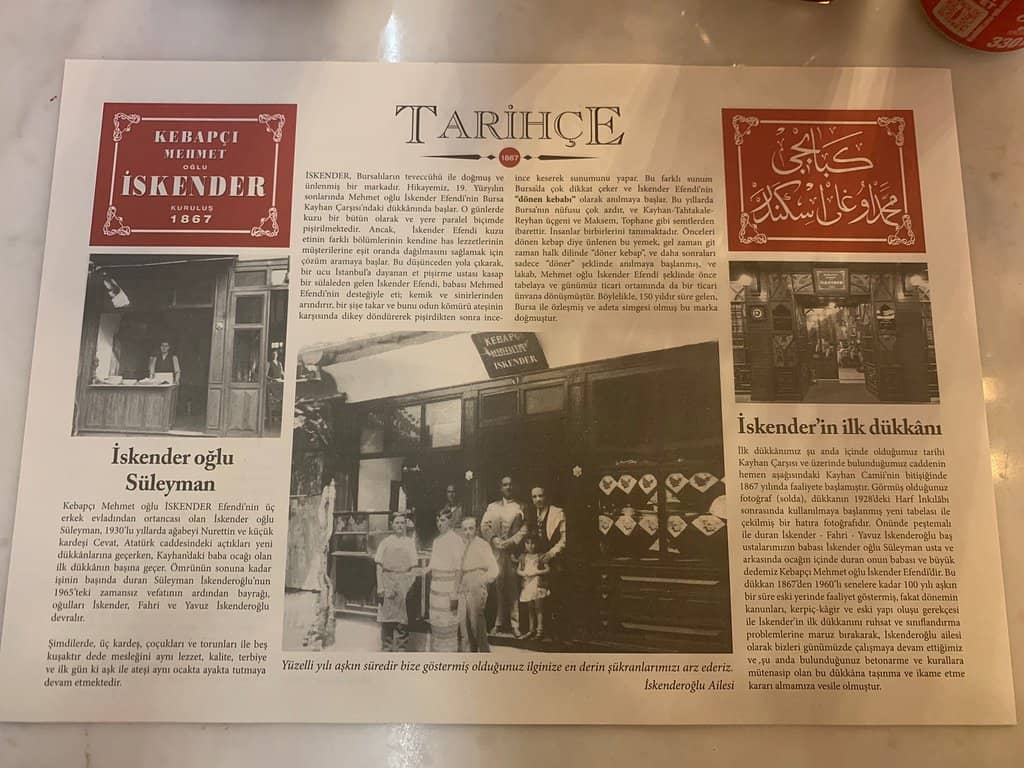 KEBAPÇI
MEHMET
OĞLU
İSKENDER
KURULUŞ
1867
TARİHÇE
1867
İSKENDER, Bursalıların teveccühü ile doğmuş ve
ünlenmiş bir markadır. Hikayemiz, 19. Yüzyılın
sonlarında Mehmet oğlu İskender Efendi'nin Bursa
Kayhan Çarşısı'ndaki dükkânında başlar. O günlerde
kuzu bir bütün olarak ve yere paralel biçimde
pişirilmektedir. Ancak, İskender Efendi kuzu
etinin farklı bölümlerinin kendine has lezzetlerinin
müşterilerine eşit oranda dağılmasını sağlamak için
çözüm aramaya başlar. Bu düşünceden yola çıkarak,
bir ucu İstanbul'a dayanan et pişirme ustası kasap
bir sülaleden gelen İskender Efendi, babası Mehmed
Efendi'nin desteğiyle eti; kemik ve sinirlerinden
arındırır, bir şişe takar ve bunu odun kömürü ateşinin
karşısında dikey döndürerek pişirdikten sonra ince-
ince keserek sunumunu yapar. Bu farklı sunum
Bursa'da çok dikkat çeker ve İskender Efendi'nin
"dönen kebabı" olarak anılmaya başlar. Bu yıllarda
Bursa'nın nüfusu çok azdır, ve Kayhan-Tahtakale-
Reyhan üçgeni ve Maksem, Tophane gibi semtlerden
ibarettir. İnsanlar birbirlerini tanımaktadır. Önceleri
dönen kebap diye ünlenen bu yemek, gel zaman git
zaman halk dilinde "döner kebap", ve daha sonraları
sadece "döner" şeklinde anılmaya başlanmış, ve
lakab, Mehmet oğlu İskender Efendi şeklinde önce
tabelaya ve günümüz ticari ortamında da bir ticari
ünvana dönüşmüştür. Böylelikle, 150 yıldır süre gelen,
Bursa ile özleşmiş ve adeta simgesi olmuş bu marka
doğmuştur.
كبابجى
محمد اوغلى اسكندر
İskender oğlu
Süleyman
Kebapçı Mehmet oğlu İSKENDER Efendi'nin üç
erkek evladından ortancası olan İskender oğlu
Süleyman, 1930'lu yıllarda ağabeyi Nurettin ve küçük
kardeşi Cevat, Atatürk caddesindeki açtıkları yeni
dükkânlarına geçerken, Kayhan'daki baba ocağı olan
ilk dükkânın başına geçer. Ömrünün sonuna kadar
işinin başında duran Süleyman İskenderoğlu'nun
1965'teki zamansız vefatının ardından bayrağı,
oğulları İskender, Fahri ve Yavuz İskenderoğlu
devralır.
Şimdilerde, üç kardeş, çoçukları ve torunları ile beş
kuşaktır dede mesleğini aynı lezzet, kalite, terbiye
ve ilk gün ki aşk ile ateşi aynı ocakta ayakta tutmaya
devam etmektedir.
KEBAPÇI
İSKENDER
Yüzelli yılı aşkın süredir bize göstermiş olduğunuz ilginize en derin şükranlarımızı arz ederiz.
İskenderoğlu Ailesi
İskender'in ilk dükkânı
İlk dükkânımız şu anda içinde olduğumuz tarihi
Kayhan Çarşısı ve üzerinde bulunduğumuz caddenin
hemen aşağısındaki Kayhan Camii'nin bitişiğinde
1867 yılında faaliyete başlamıştır. Görmüş olduğunuz
fotoğraf (solda), dükkanın 1928'deki Harf İnkılâbı
sonrasında kullanılmaya başlanmış yeni tabelası ile
çekilmiş bir hatıra fotoğrafıdır. Önünde peştemalı
ile duran İskender - Fahri - Yavuz İskenderoğlu baş
ustalarımızın babası İskender oğlu Süleyman usta ve
arkasında ocağın içinde duran onun babası ve büyük
dedemiz Kebapçı Mehmet oğlu İskender Efendi'dir. Bu
dükkan 1867'den 1960'lı senelere kadar 100 yılı aşkın
bir süre eski yerinde faaliyet göstermiş, fakat dönemin
kanunları, kerpiç-kâgir ve eski yapı oluşu gerekçesi
ile İskender'in ilk dükkanını ruhsat ve sınıflandırma
problemlerine maruz bırakarak, İskenderoğlu ailesi
olarak bizleri günümüzde çalışmaya devam ettiğimiz
ve ,şu anda bulunduğunuz betonarme ve kurallara
mütenasip olan bu dükkâna taşınma ve ikame etme
kararı almamıza vesile olmuştur.
330